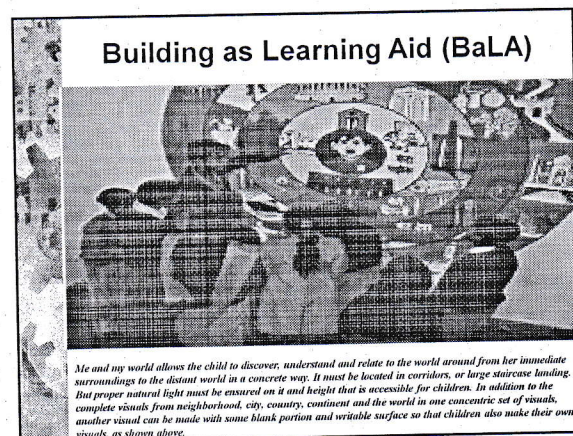 Building as Learning Aid (BaLA)
Me and my world allows the child to discover, understand and relate to the world around from her immediate
surroundings to the distant world in a concrete way. It must be located in corridors, or large staircase landing.
But proper natural light must be ensured on it and height that is accessible for children. In addition to the
complete visuals from neighborhood, city, country, continent and the world in one concentric set of visuals,
another visual can be made with some blank portion and writable surface so that children also make their own
visuals, as shown above.